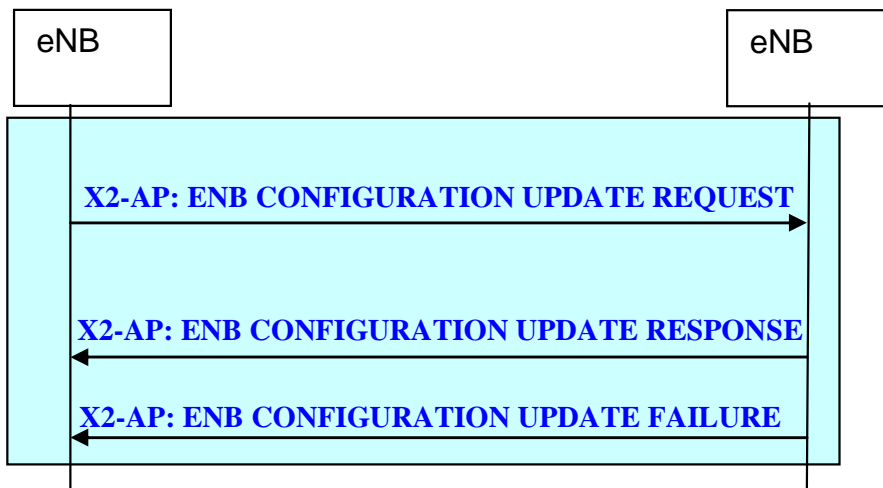 eNB
eNB
X2-AP: ENB CONFIGURATION UPDATE REQUEST
X2-AP: ENB CONFIGURATION UPDATE RESPONSE
X2-AP: ENB CONFIGURATION UPDATE FAILURE